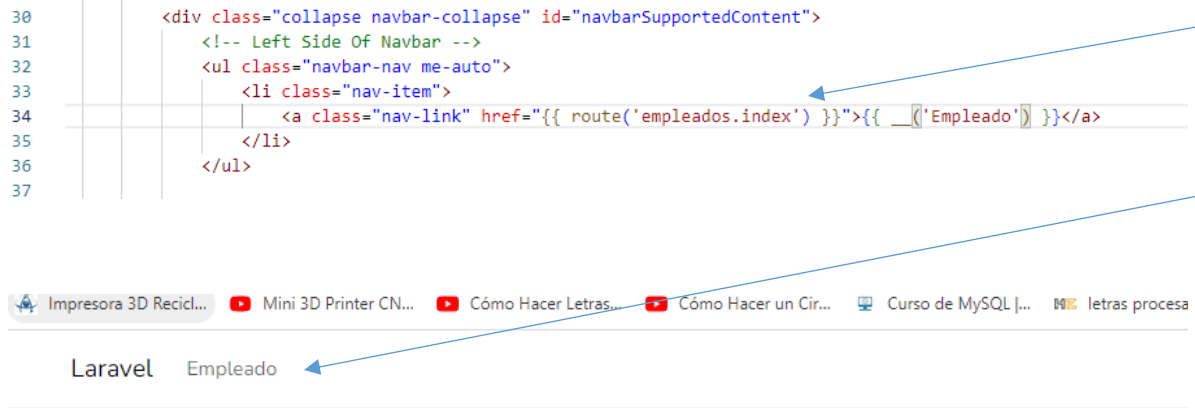 30 <div class="collapse navbar-collapse" id="navbarSupportedContent">
31 <!-- Left Side Of Navbar -->
32 <ul class="navbar-nav me-auto">
33 <li class="nav-item">
34 <a class="nav-link" href="{{ route('empleados.index') }}">{{ __('Empleado') }}</a>
35 </li>
36 </ul>
37
Impresora 3D Recicl... Mini 3D Printer CN... Cómo Hacer Letras... Cómo Hacer un Cir... Curso de MySQL |... letras procesa
Laravel Empleado